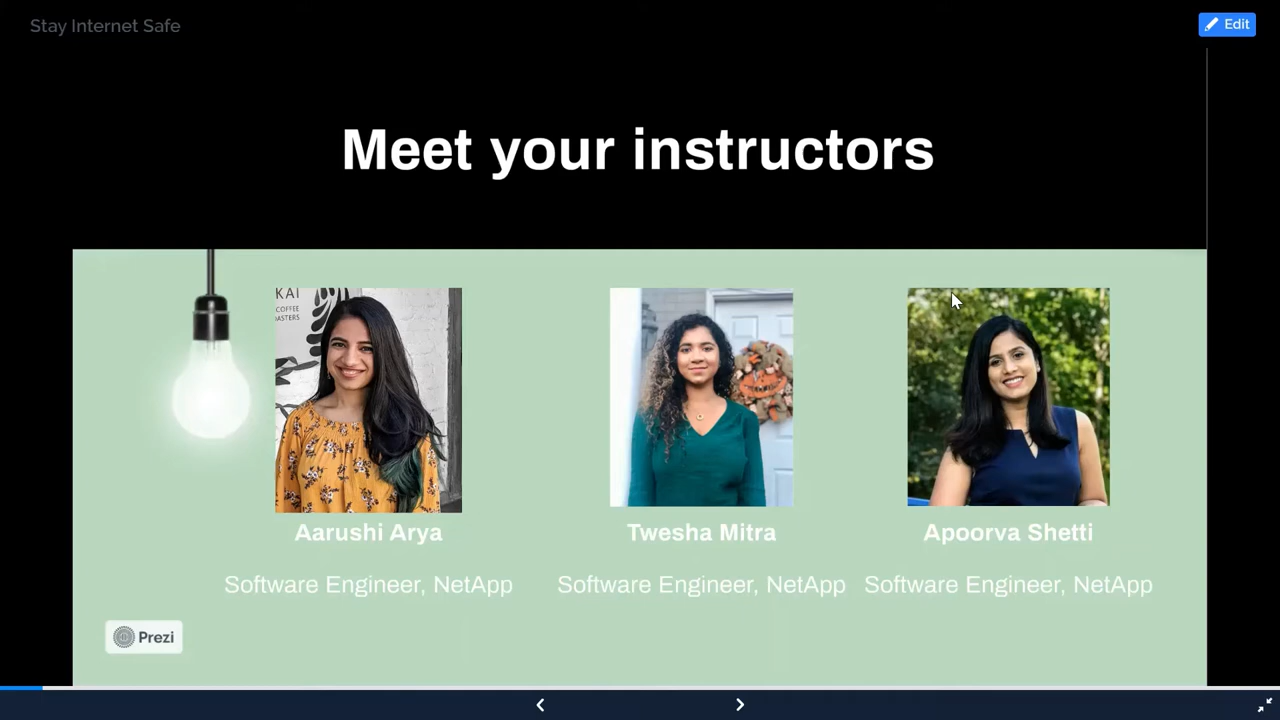 Stay Internet Safe
Edit
Meet your instructors
KAI
COFFEE
Aarushi Arya
Twesha Mitra
Apoorva Shetti
Software Engineer, NetApp
Software Engineer, NetApp
Software Engineer, NetApp
Prezi